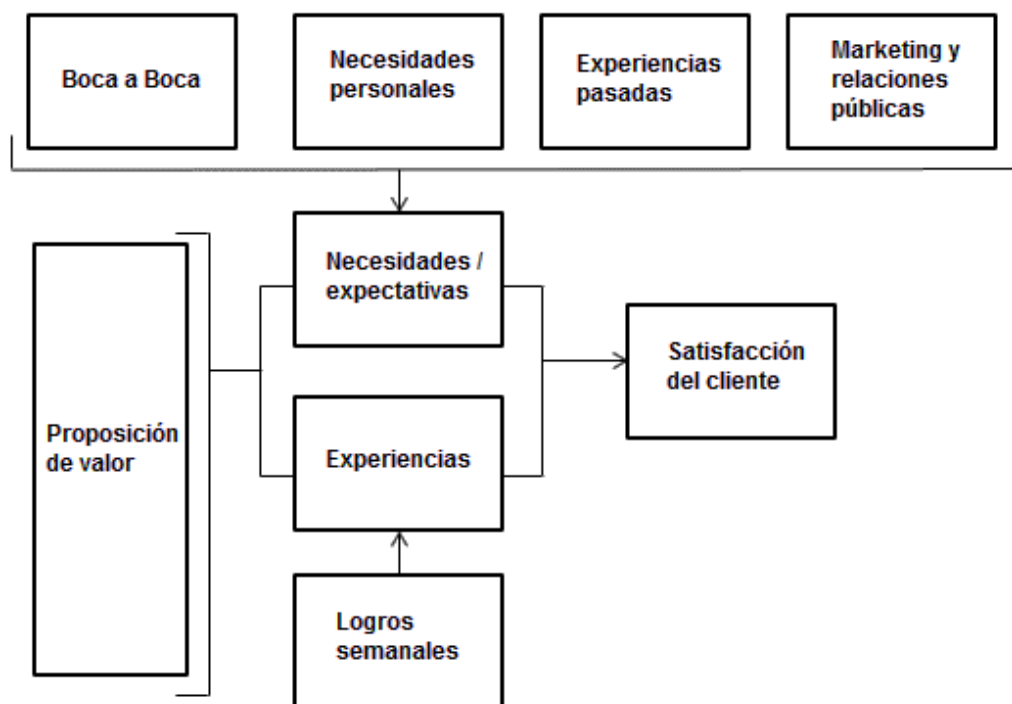 Boca a Boca
Necesidades
personales
Experiencias
pasadas
Marketing y
relaciones
públicas
Necesidades /
expectativas
Satisfacción
del cliente
Proposición
de valor
Experiencias
Logros
semanales